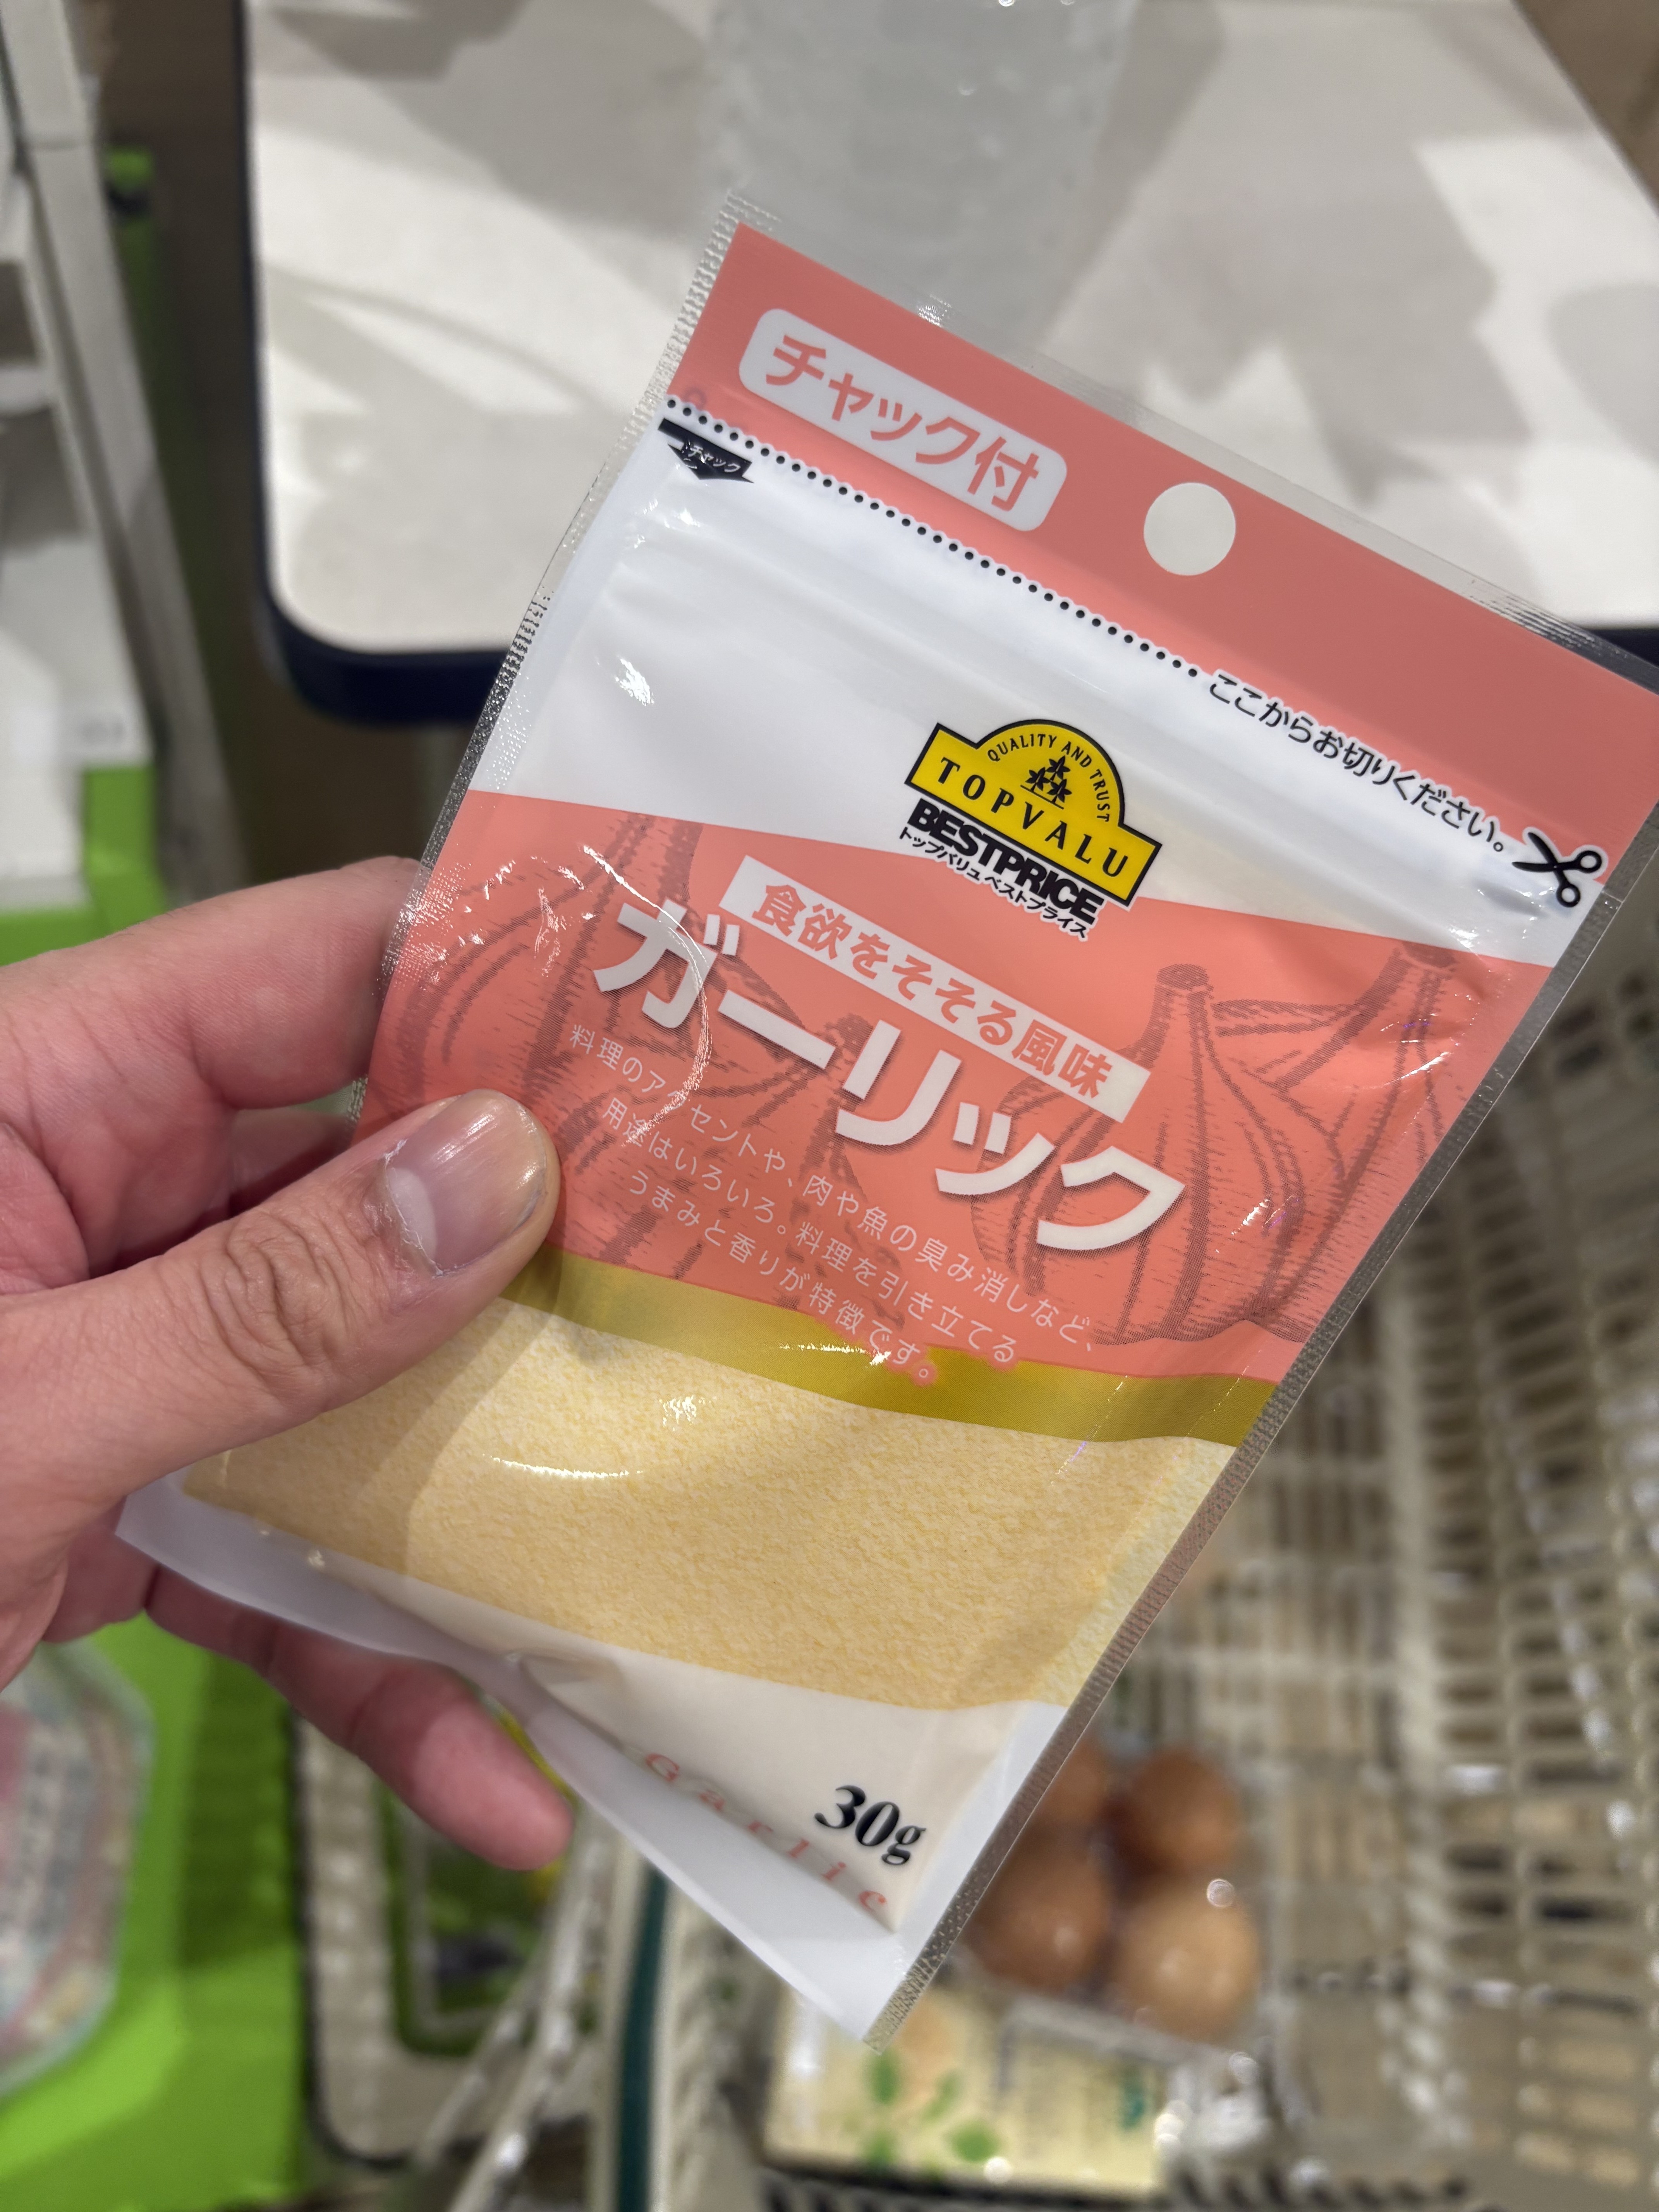 チャック付
チャック
ここからお切りください。
QUALITY AND TRUST
TOPVALU
BESTPRICE
トップバリュベストプライス
食欲をそそる風味
ガーリック
料理のアクセントや、肉や魚の臭み消しなど、
用途はいろいろ。料理を引き立てる
うまみと香りが特徴です。
30g
Garlic